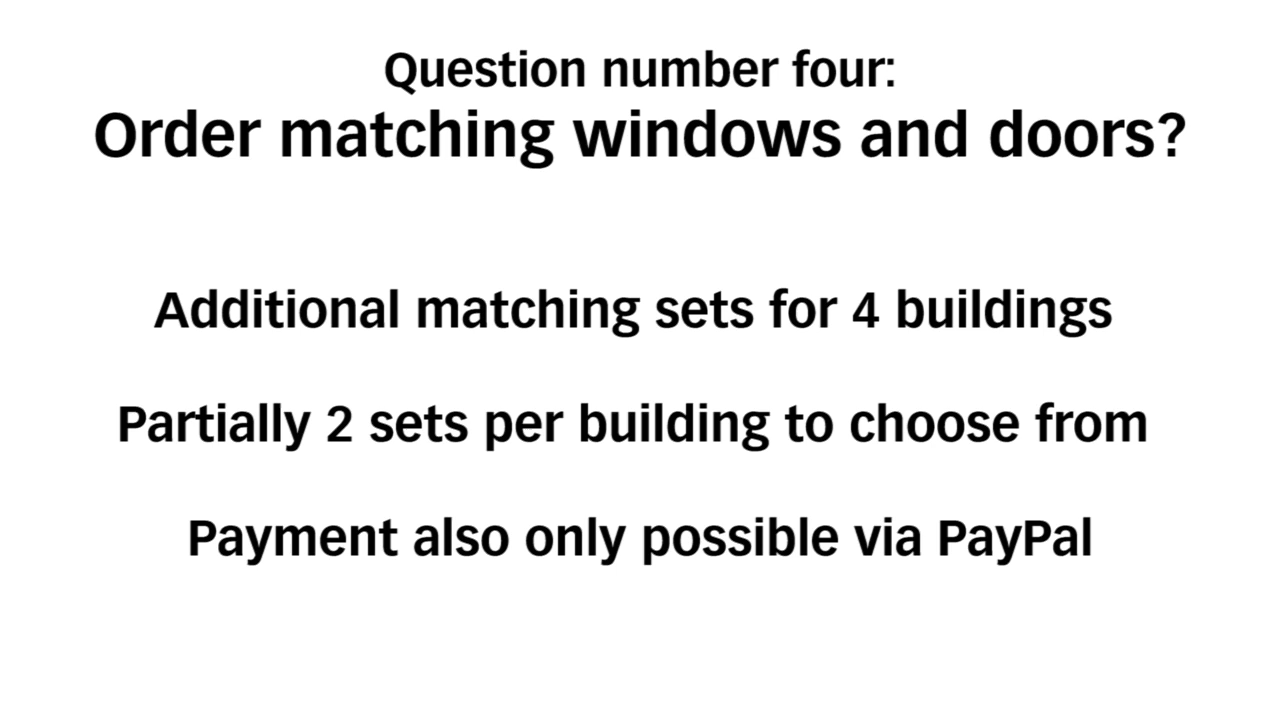 Question number four:
Order matching windows and doors?
Additional matching sets for 4 buildings
Partially 2 sets per building to choose from
Payment also only possible via PayPal